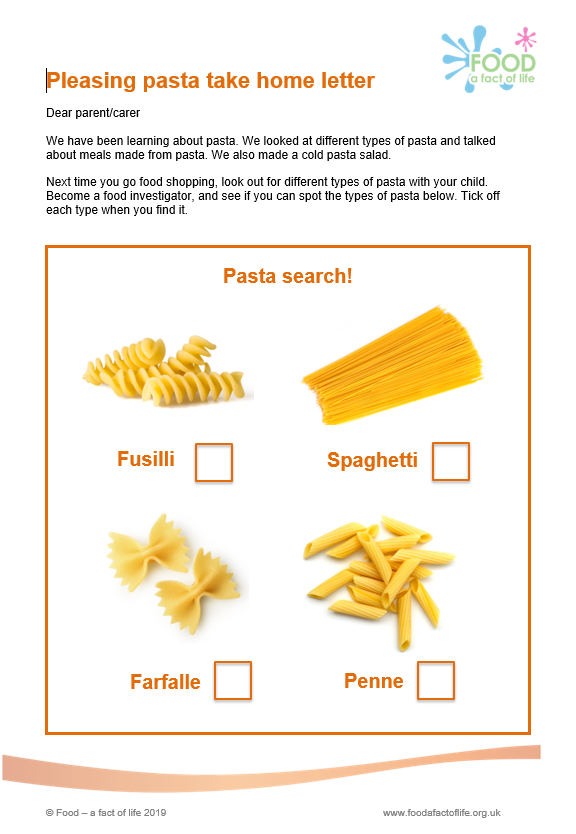 FOOD
a fact of life
Pleasing pasta take home letter
Dear parent/carer
We have been learning about pasta. We looked at different types of pasta and talked
about meals made from pasta. We also made a cold pasta salad.
Next time you go food shopping, look out for different types of pasta with your child.
Become a food investigator, and see if you can spot the types of pasta below. Tick off
each type when you find it.
Pasta search!
Fusilli
Spaghetti
Farfalle
Penne
© Food – a fact of life 2019
www.foodafactoflife.org.uk